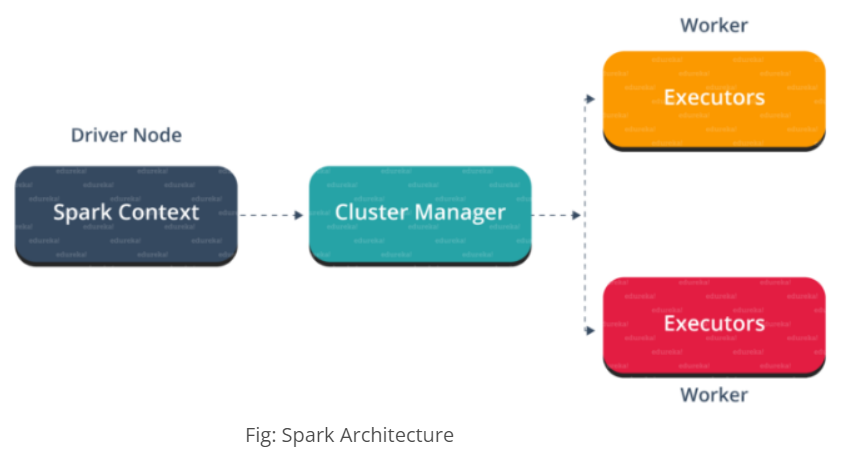 Worker
Executors
Driver Node
Spark Context
Cluster Manager
Executors
Worker
Fig: Spark Architecture